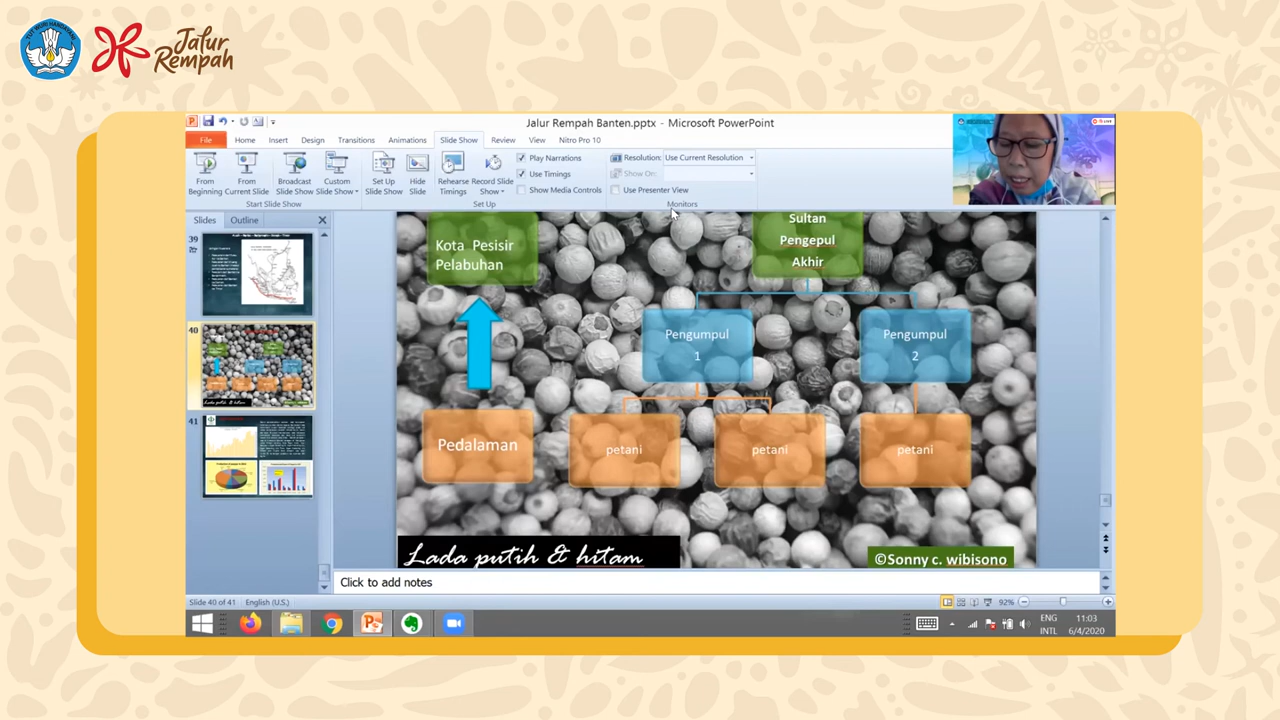 TUT WURI HANDAYANI
Jalur
Rempah
Jalur Rempah Banten.pptx - Microsoft PowerPoint
File
Home
Insert
Design
Transitions
Animations
Slide Show
Review
View
Nitro Pro 10
From
Beginning
From
Current Slide
Broadcast
Slide Show
Custom
Slide Show
Start Slide Show
Set Up
Slide Show
Hide
Slide
Rehearse
Timings
Record Slide
Show
Set Up
Play Narrations
Use Timings
Show Media Controls
Resolution:
Use Current Resolution
Show On:
Use Presenter View
Monitors
LIVE
Slides
Outline
39
40
41
Kota Pesisir
Pelabuhan
Sultan
Pengepul
Akhir
Pengumpul
1
Pengumpul
2
Pedalaman
petani
petani
petani
Lada putih & hitam
©Sonny c. wibisono
Click to add notes
Slide 40 of 41
English (U.S.)
92%
ENG
INTL
11:03
6/4/2020